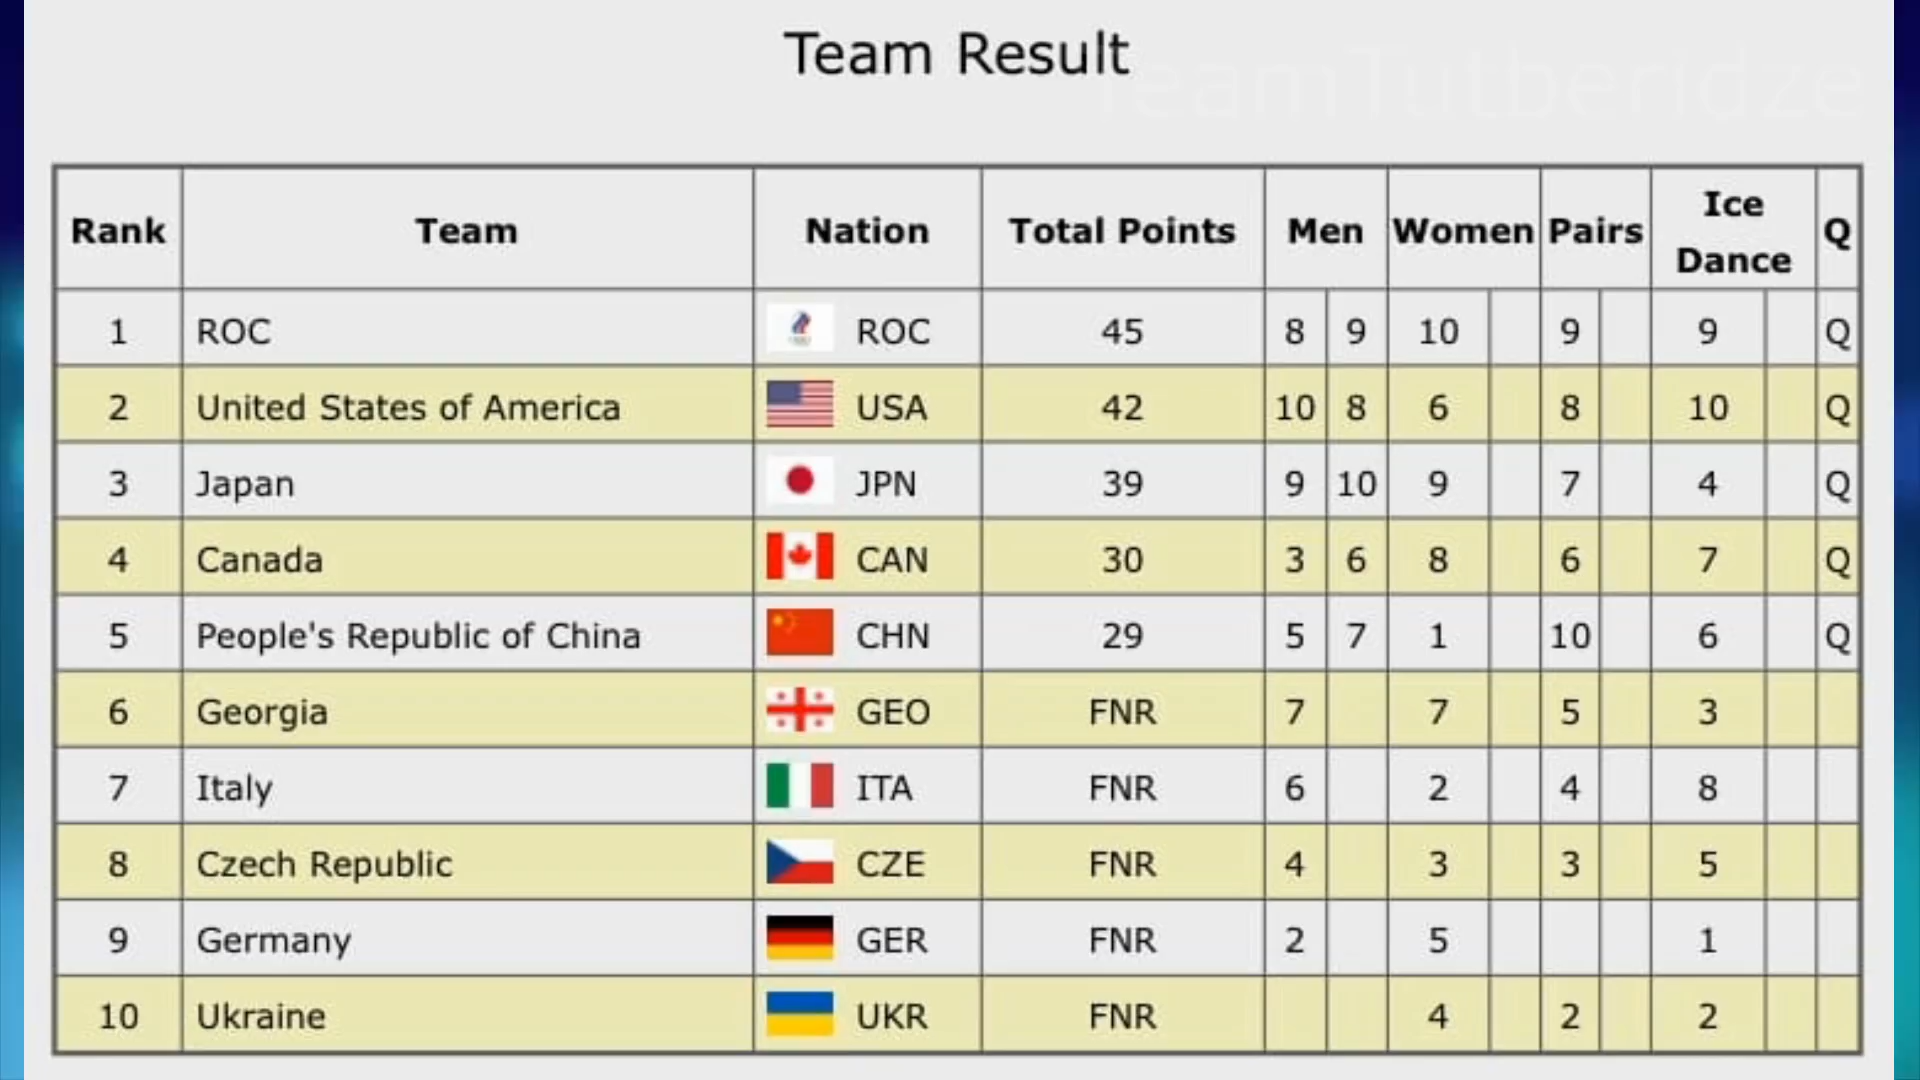 Team Result
TeamTutberidze
Rank Team Nation Total Points Men Women Pairs Ice Dance Q
1 ROC ROC 45 8 9 10 9 9 Q
2 United States of America USA 42 10 8 6 8 10 Q
3 Japan JPN 39 9 10 9 7 4 Q
4 Canada CAN 30 3 6 8 6 7 Q
5 People's Republic of China CHN 29 5 7 1 10 6 Q
6 Georgia GEO FNR 7 7 5 3
7 Italy ITA FNR 6 2 4 8
8 Czech Republic CZE FNR 4 3 3 5
9 Germany GER FNR 2 5 1
10 Ukraine UKR FNR 4 2 2